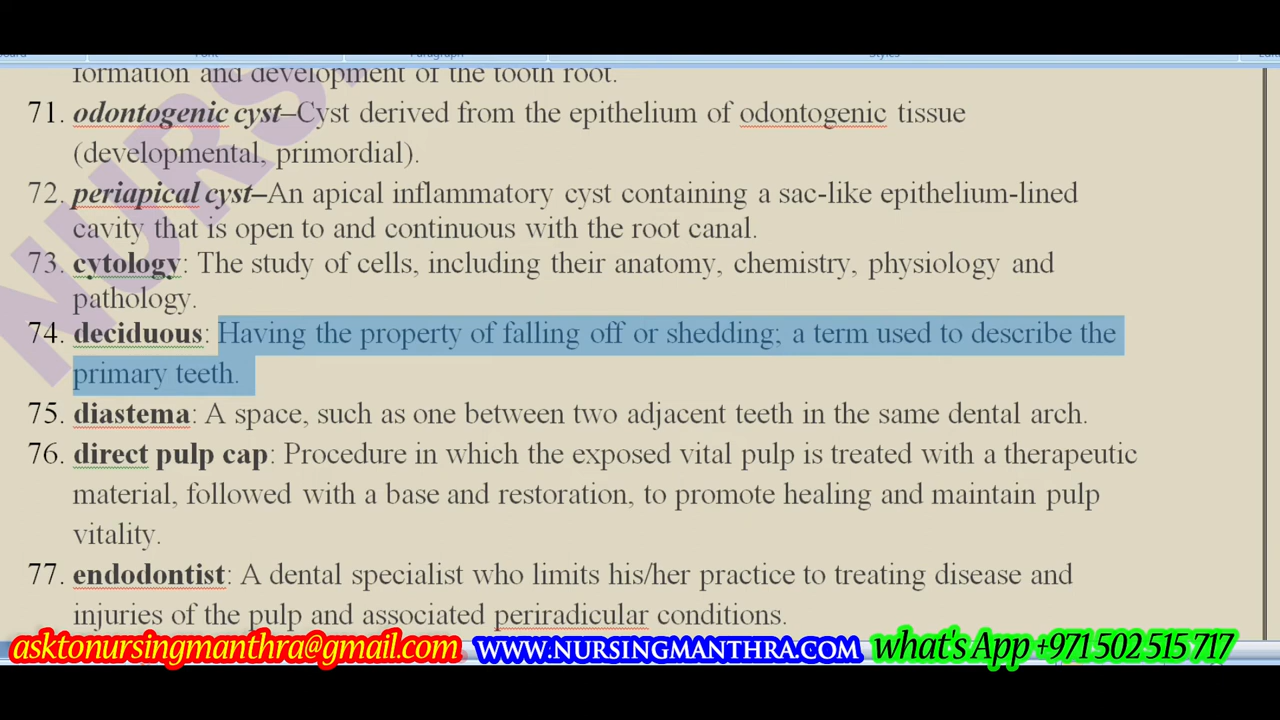 formation and development of the tooth root.
71. odontogenic cyst–Cyst derived from the epithelium of odontogenic tissue
(developmental, primordial).
72. periapical cyst–An apical inflammatory cyst containing a sac-like epithelium-lined
cavity that is open to and continuous with the root canal.
73. cytology: The study of cells, including their anatomy, chemistry, physiology and
pathology.
74. deciduous: Having the property of falling off or shedding; a term used to describe the
primary teeth.
75. diastema: A space, such as one between two adjacent teeth in the same dental arch.
76. direct pulp cap: Procedure in which the exposed vital pulp is treated with a therapeutic
material, followed with a base and restoration, to promote healing and maintain pulp
vitality.
77. endodontist: A dental specialist who limits his/her practice to treating disease and
injuries of the pulp and associated periradicular conditions.
NURS
asktonursingmanthra@gmail.com www.NURSINGMANTHRA.COM what's App +971 502 515 717